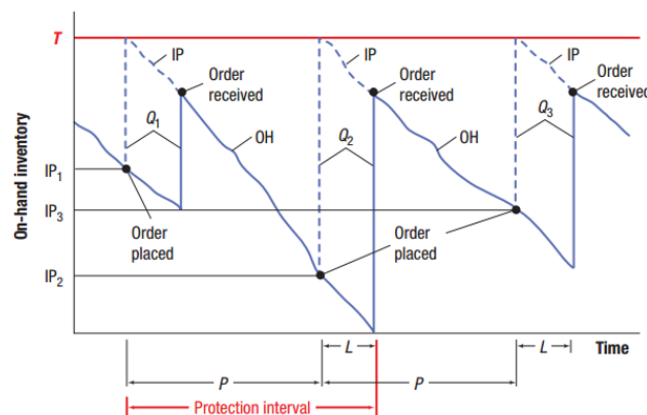 T
IP
IP
IP
Order
received
Order
received
Order
received
Q1
Q2
Q3
OH
OH
On-hand inventory
IP1
IP3
IP2
Order
placed
Order
placed
L
L
Time
P
P
Protection interval